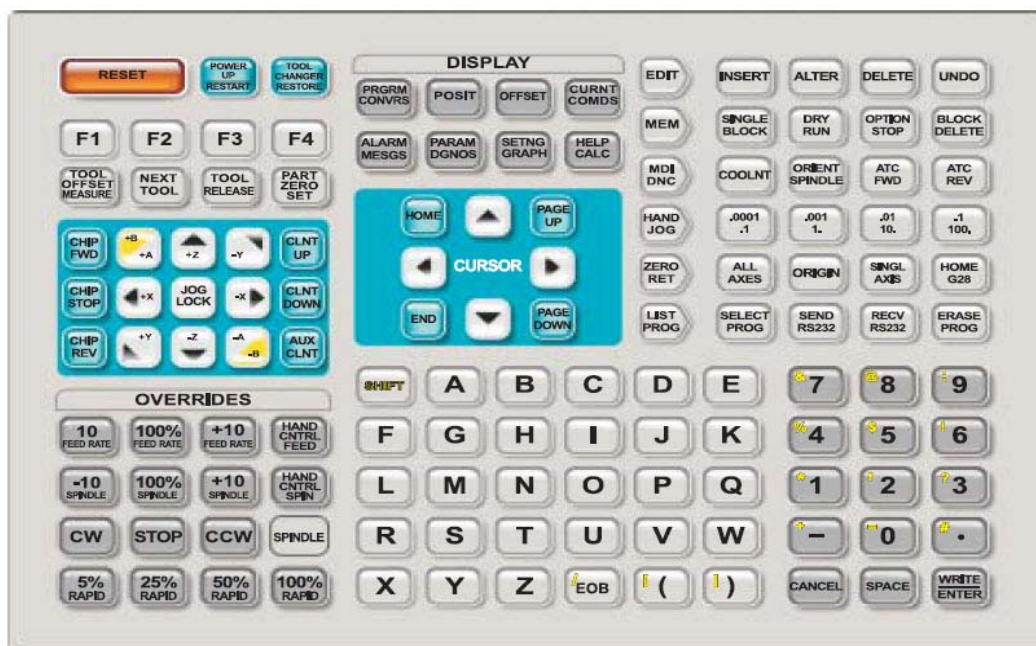 RESET
POWER
UP
RESTART
TOOL
CHANGER
RESTORE
F1
F2
F3
F4
TOOL
OFFSET
MEASURE
NEXT
TOOL
TOOL
RELEASE
PART
ZERO
SET
CHIP
FWD
+B
+A
+Z
-Y
CLNT
UP
CHIP
STOP
+X
JOG
LOCK
-X
CLNT
DOWN
CHIP
REV
+Y
-Z
-A
-B
AUX
CLNT
OVERRIDES
10
FEED RATE
100%
FEED RATE
+10
FEED RATE
HAND
CNTRL
FEED
-10
SPINDLE
100%
SPINDLE
+10
SPINDLE
HAND
CNTRL
SPIN
CW
STOP
CCW
SPINDLE
5%
RAPID
25%
RAPID
50%
RAPID
100%
RAPID
DISPLAY
PRGRM
CONVRS
POSIT
OFFSET
CURNT
COMDS
ALARM
MESGS
PARAM
DGNOS
SETNG
GRAPH
HELP
CALC
HOME
PAGE
UP
CURSOR
END
PAGE
DOWN
EDIT
INSERT
ALTER
DELETE
UNDO
MEM
SINGLE
BLOCK
DRY
RUN
OPTION
STOP
BLOCK
DELETE
MDI
DNC
COOLNT
ORIENT
SPINDLE
ATC
FWD
ATC
REV
HAND
JOG
.0001
.1
.001
1.
.01
10.
.1
100.
ZERO
RET
ALL
AXES
ORIGIN
SINGL
AXIS
HOME
G28
LIST
PROG
SELECT
PROG
SEND
RS232
RECV
RS232
ERASE
PROG
SHIFT
A
B
C
D
E
F
G
H
I
J
K
L
M
N
O
P
Q
R
S
T
U
V
W
X
Y
Z
/ EOB
[ (
] )
& 7
@ 8
: 9
% 4
$ 5
! 6
* 1
' 2
? 3
+ -
= 0
# .
CANCEL
SPACE
WRITE
ENTER